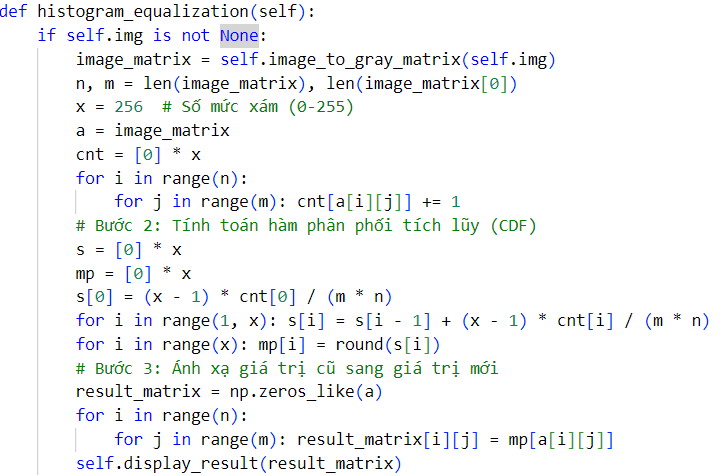 def histogram_equalization(self):
    if self.img is not None:
        image_matrix = self.image_to_gray_matrix(self.img)
        n, m = len(image_matrix), len(image_matrix[0])
        x = 256  # Số mức xám (0-255)
        a = image_matrix
        cnt = [0] * x
        for i in range(n):
            for j in range(m): cnt[a[i][j]] += 1
        # Bước 2: Tính toán hàm phân phối tích lũy (CDF)
        s = [0] * x
        mp = [0] * x
        s[0] = (x - 1) * cnt[0] / (m * n)
        for i in range(1, x): s[i] = s[i - 1] + (x - 1) * cnt[i] / (m * n)
        for i in range(x): mp[i] = round(s[i])
        # Bước 3: Ánh xạ giá trị cũ sang giá trị mới
        result_matrix = np.zeros_like(a)
        for i in range(n):
            for j in range(m): result_matrix[i][j] = mp[a[i][j]]
        self.display_result(result_matrix)